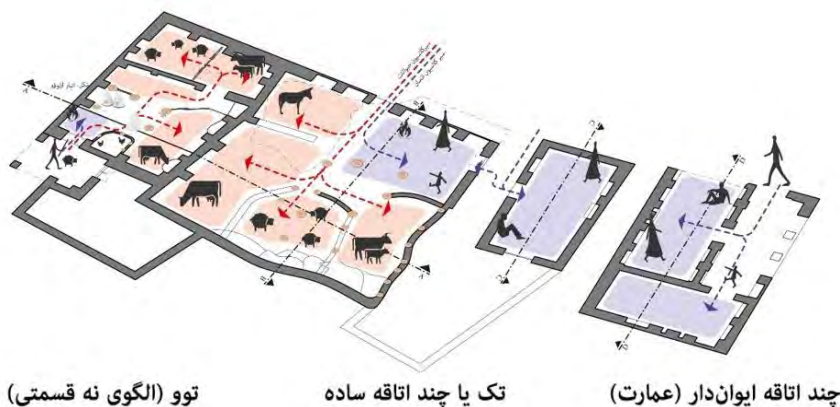 چند اتاقه ایوان‌دار (عمارت)
تک یا چند اتاقه ساده
توو (الگوی نه قسمتی)